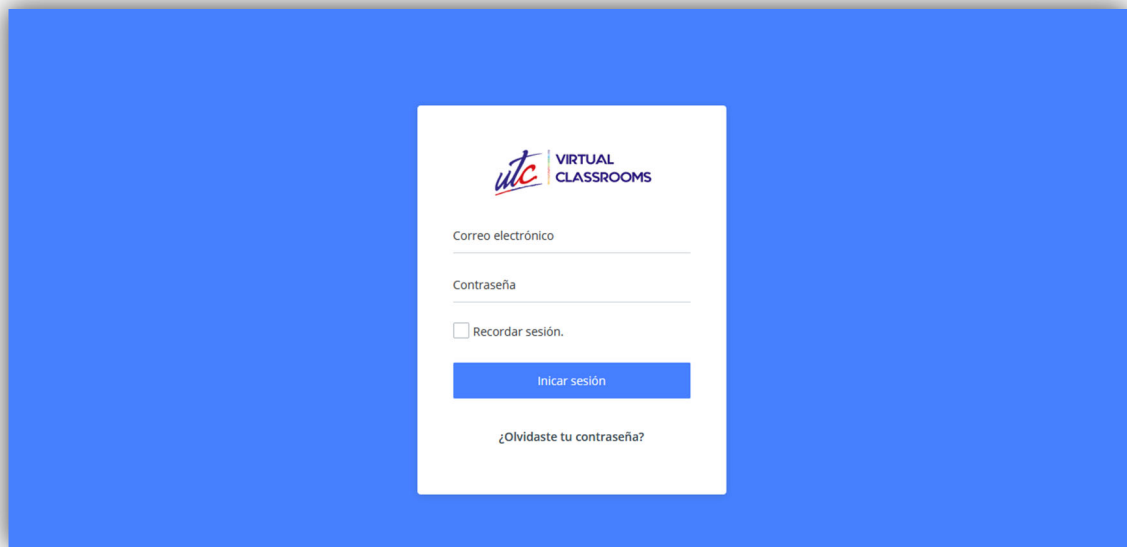 utc
VIRTUAL
CLASSROOMS
Correo electrónico
Contraseña
Recordar sesión.
Inicar sesión
¿Olvidaste tu contraseña?